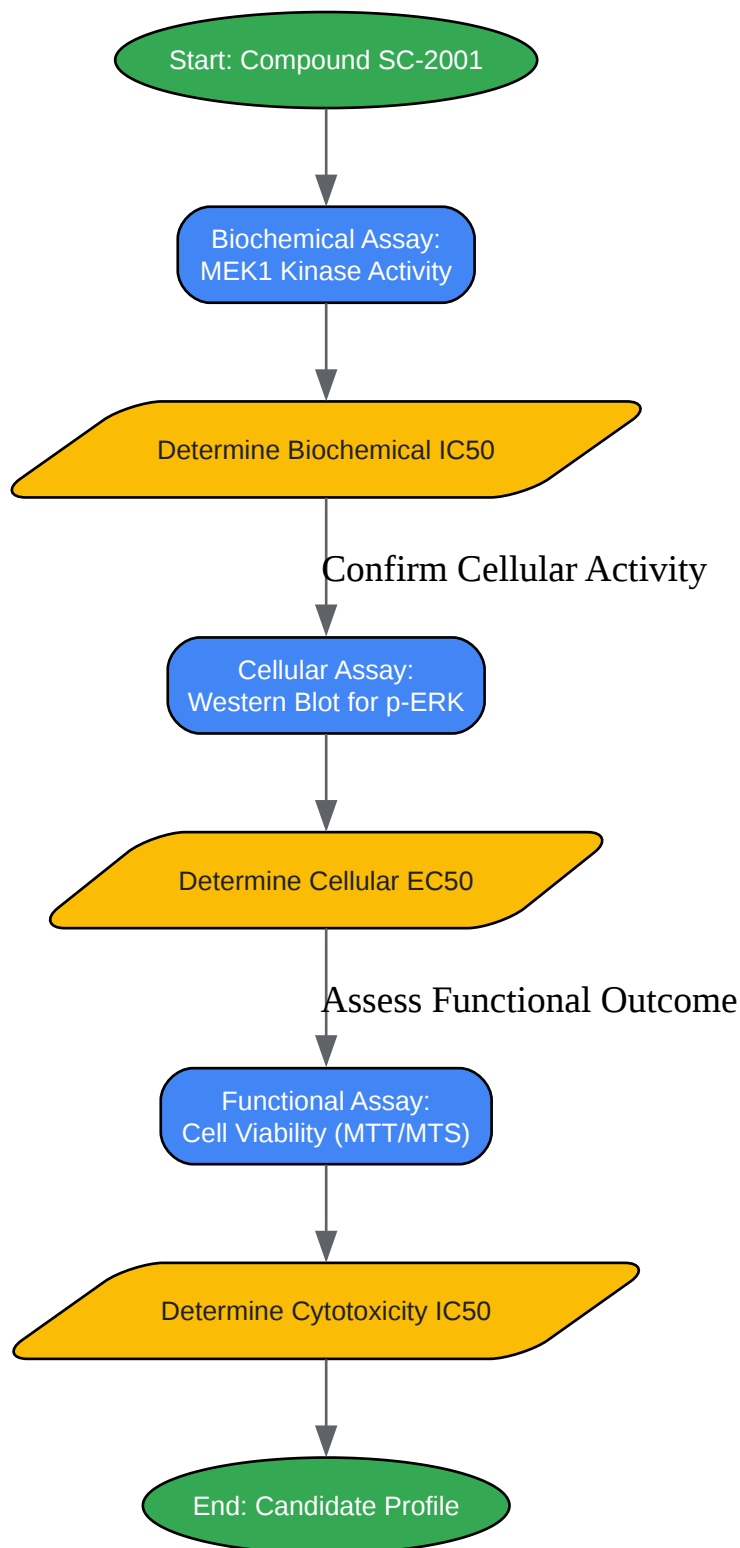 Start: Compound SC-2001
Biochemical Assay:
MEK1 Kinase Activity
Determine Biochemical IC50
Confirm Cellular Activity
Cellular Assay:
Western Blot for p-ERK
Determine Cellular EC50
Assess Functional Outcome
Functional Assay:
Cell Viability (MTT/MTS)
Determine Cytotoxicity IC50
End: Candidate Profile